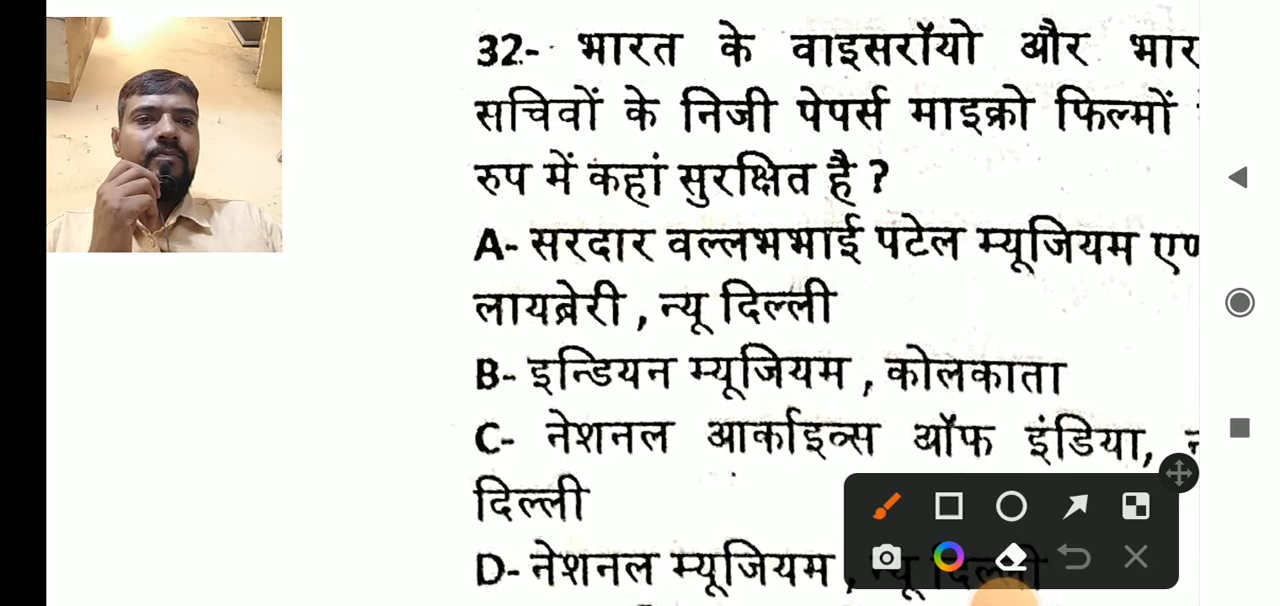 32- भारत के वाइसरॉयो और भार
सचिवों के निजी पेपर्स माइक्रो फिल्मों
रुप में कहां सुरक्षित है ?
A- सरदार वल्लभभाई पटेल म्यूजियम एण
लायब्रेरी , न्यू दिल्ली
B- इन्डियन म्यूजियम , कोलकाता
C- नेशनल आर्काइव्स ऑफ इंडिया,
दिल्ली
D- नेशनल म्यूजियम , न्यू दिल्ली